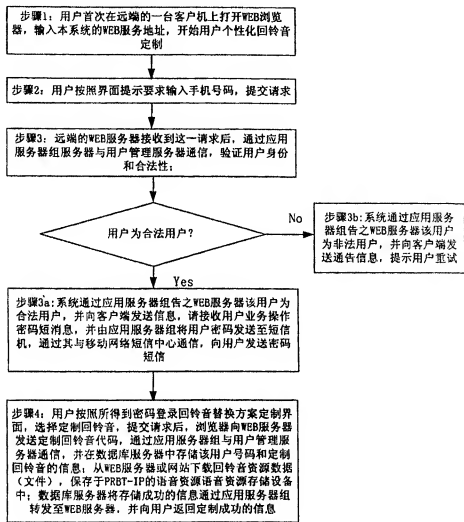 步骤1：用户首次在远端的一台客户机上打开WEB浏览
器，输入本系统的WEB服务地址，开始用户个性化回铃音
定制
步骤2：用户按照界面提示要求输入手机号码，提交请求
步骤3：远端的WEB服务器接收到这一请求后，通过应用
服务器组服务器与用户管理服务器通信，验证用户身份
和合法性；
用户为合法用户？
No
步骤3b:系统通过应用服务
器组告之WEB服务器该用户
为非法用户，并向客户端发
送通告信息，提示用户重试
Yes
步骤3a:系统通过应用服务器组告之WEB服务器该用户为
合法用户，并向客户端发送信息，请接收用户业务操作
密码短消息，并由应用服务器组将用户密码发送至短信
机，通过其与移动网络短信中心通信，向用户发送密码
短信
步骤4：用户按照所得到密码登录回铃音替换方案定制界
面，选择定制回铃音，提交请求后，浏览器向WEB服务器
发送定制回铃音代码，通过应用服务器组与用户管理服务
器通信，并在数据库服务器中存储该用户号码和定制
回铃音的信息；从WEB服务器或网站下载回铃音资源数据
（文件），保存于PRBT-IP的语音资源语音资源存储设备
中；数据库服务器将存储成功的信息通过应用服务器组
转发至WEB服务器，并向用户返回定制成功的信息